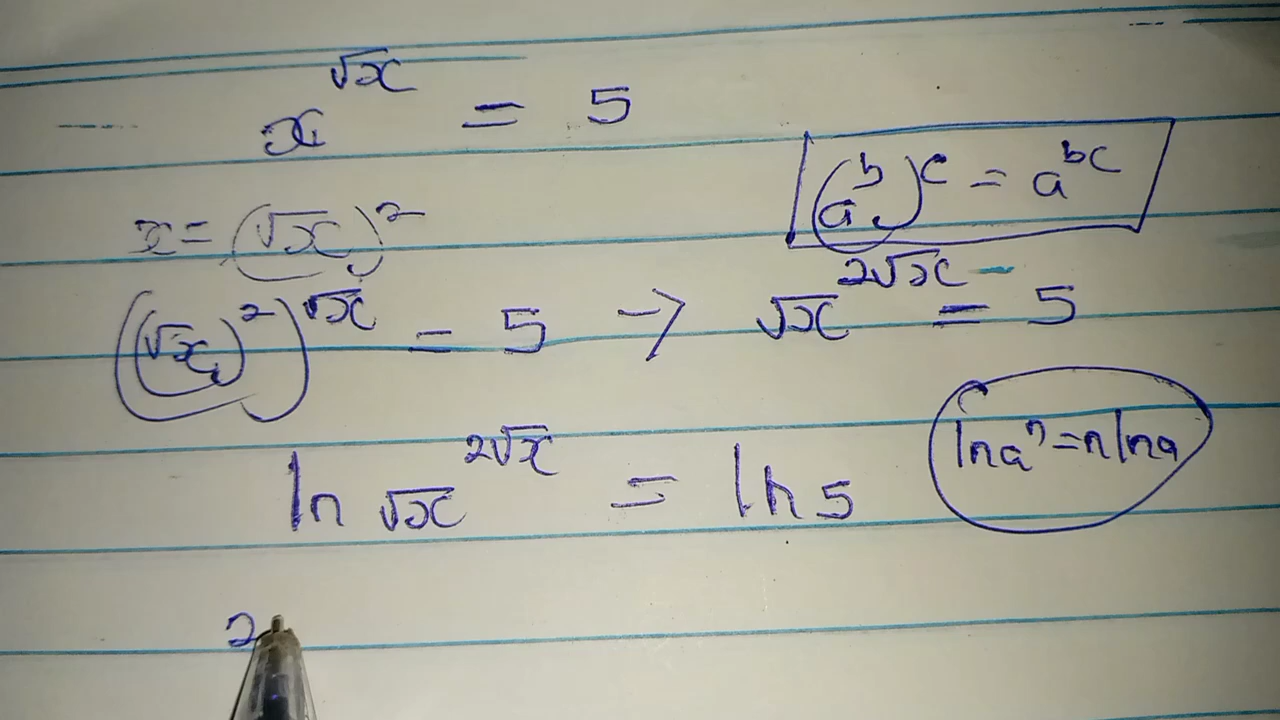 x^√x = 5
(a^b)^c = a^bc
x = (√x)^2
((√x)^2)^√x = 5 → √x^2√x = 5
ln √x^2√x = ln 5
ln a^n = n ln a
2